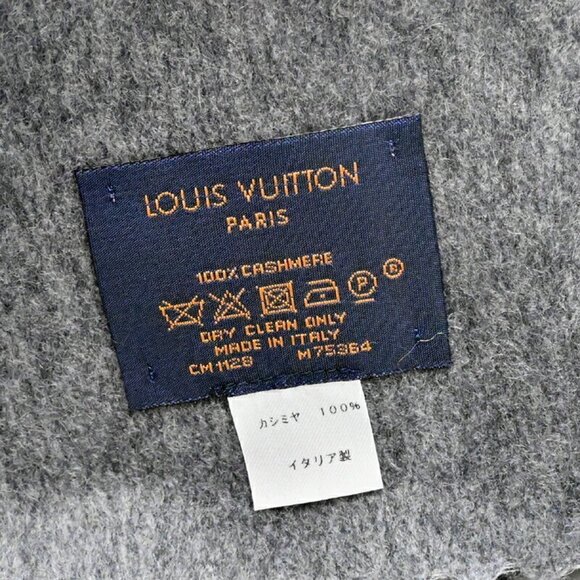 LOUIS VUITTON
PARIS
100% CASHMERE
P ®
DRY CLEAN ONLY
MADE IN ITALY
CM1128 M75364
カシミヤ 100%
イタリア製